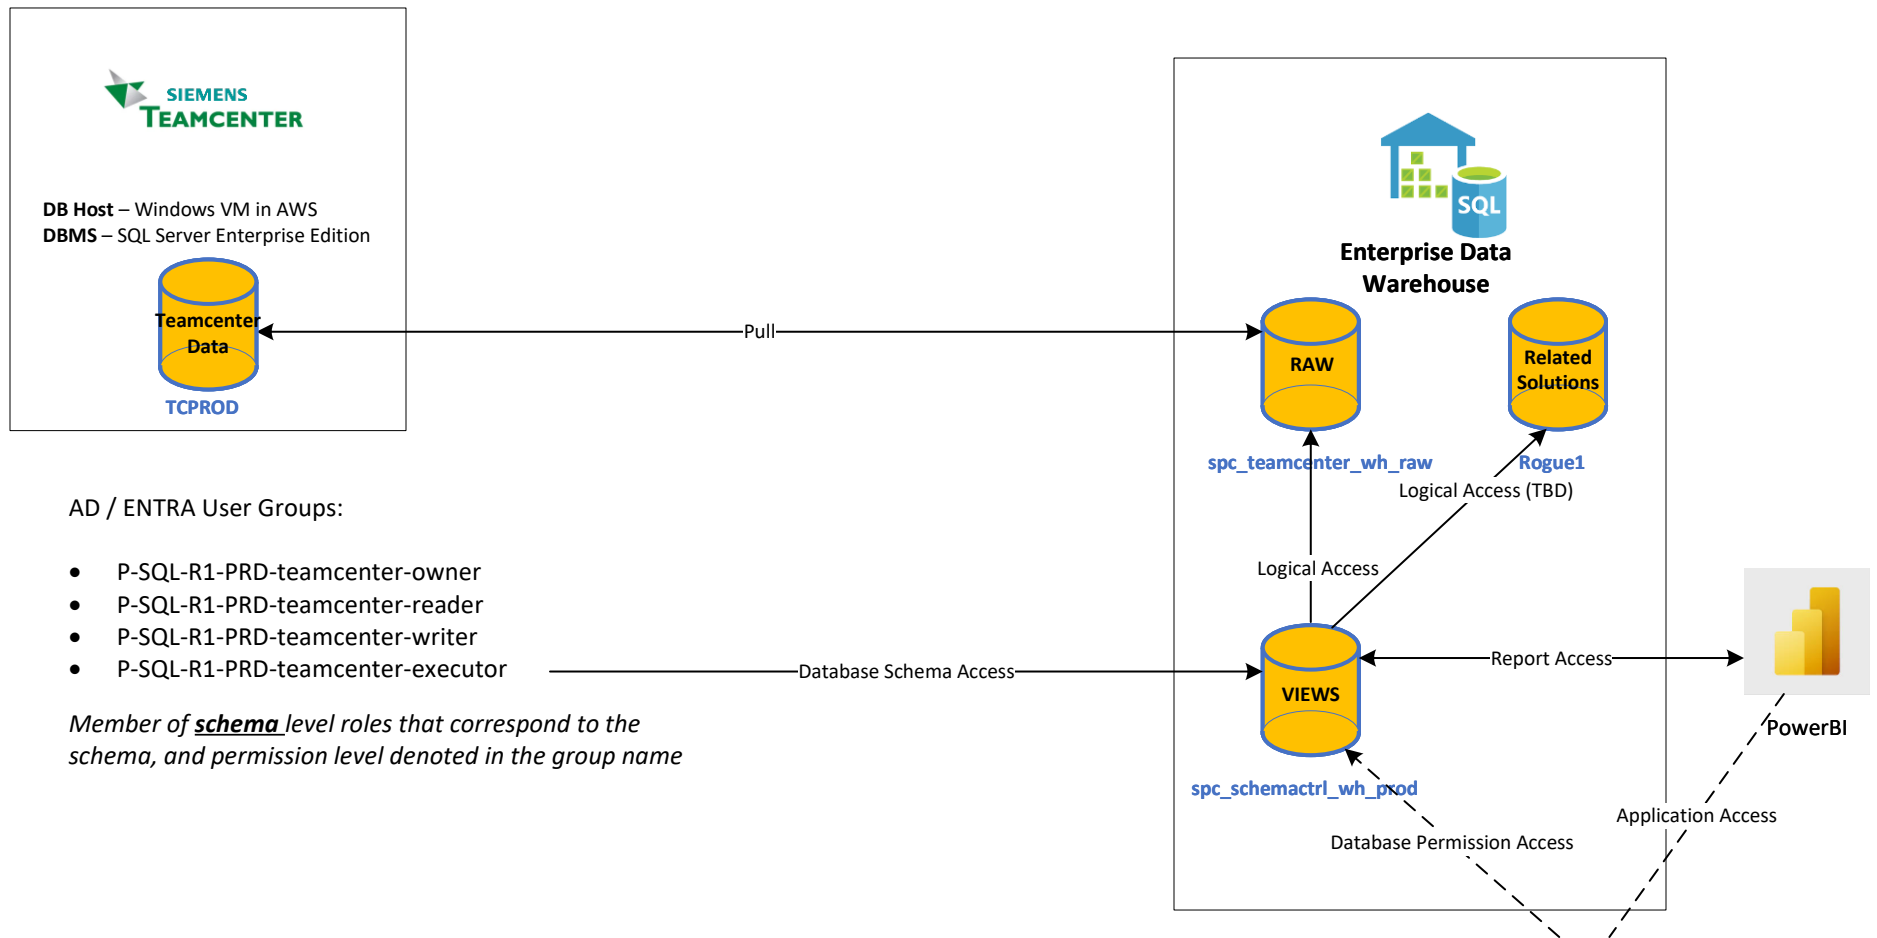 SIEMENS
TEAMCENTER
DB Host – Windows VM in AWS
DBMS – SQL Server Enterprise Edition
Teamcenter
Data
TCPROD
Pull
SQL
Enterprise Data
Warehouse
RAW
Related
Solutions
spc_teamcenter_wh_raw
Rogue1
Logical Access (TBD)
Logical Access
AD / ENTRA User Groups:
• P-SQL-R1-PRD-teamcenter-owner
• P-SQL-R1-PRD-teamcenter-reader
• P-SQL-R1-PRD-teamcenter-writer
• P-SQL-R1-PRD-teamcenter-executor
Member of schema level roles that correspond to the
schema, and permission level denoted in the group name
Database Schema Access
VIEWS
Report Access
PowerBI
spc_schemactrl_wh_prod
Application Access
Database Permission Access